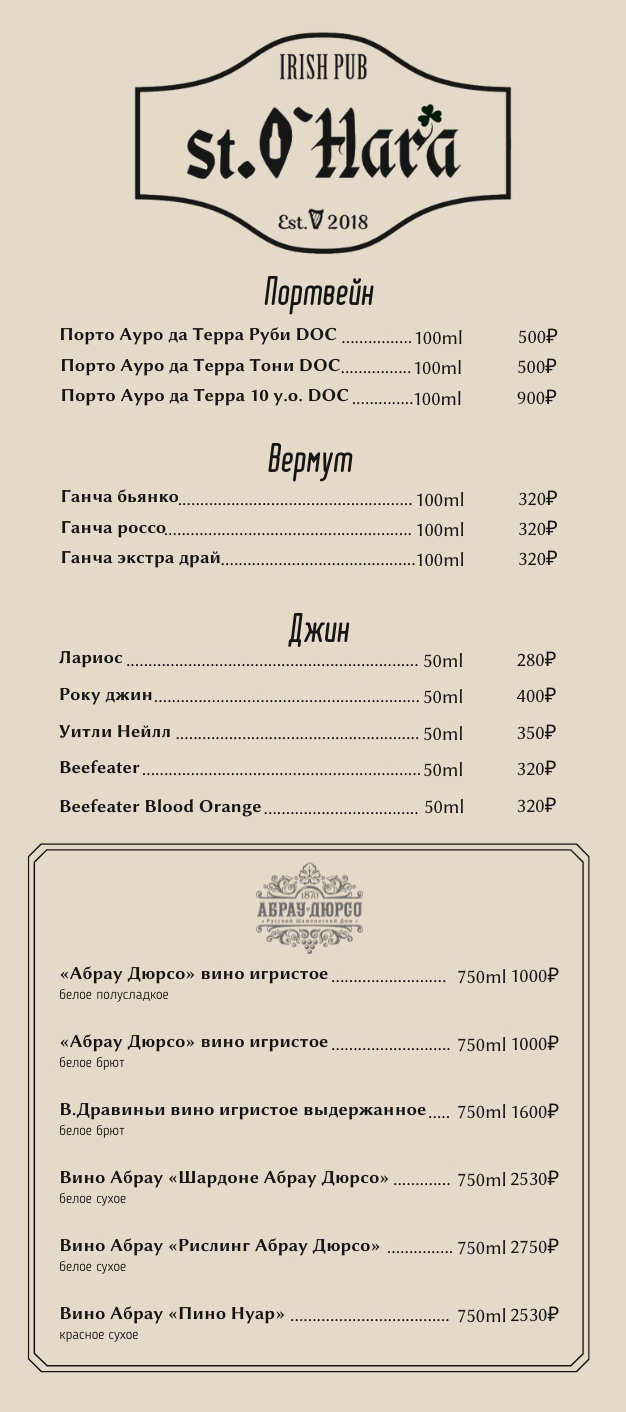 IRISH PUB
st.O`Hara
Est. 2018
Портвейн
Порто Ауро да Терра Руби DOC ............... 100ml 500₽
Порто Ауро да Терра Тони DOC............... 100ml 500₽
Порто Ауро да Терра 10 у.о. DOC .............100ml 900₽
Вермут
Ганча бьянко.................................................. 100ml 320₽
Ганча россо..................................................... 100ml 320₽
Ганча экстра драй..........................................100ml 320₽
Джин
Лариос ............................................................... 50ml 280₽
Року джин......................................................... 50ml 400₽
Уитли Нейлл .................................................... 50ml 350₽
Beefeater............................................................ 50ml 320₽
Beefeater Blood Orange................................. 50ml 320₽
1870
АБРАУ-ДЮРСО
Русский Шампанский Дом
«Абрау Дюрсо» вино игристое......................... 750ml 1000₽
белое полусладкое
«Абрау Дюрсо» вино игристое.......................... 750ml 1000₽
белое брют
В.Дравиньи вино игристое выдержанное..... 750ml 1600₽
белое брют
Вино Абрау «Шардоне Абрау Дюрсо» ............. 750ml 2530₽
белое сухое
Вино Абрау «Рислинг Абрау Дюрсо» ............... 750ml 2750₽
белое сухое
Вино Абрау «Пино Нуар» .................................... 750ml 2530₽
красное сухое